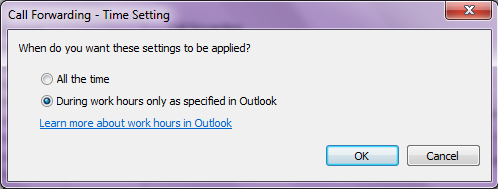 Call Forwarding - Time Setting
When do you want these settings to be applied?
All the time
During work hours only as specified in Outlook
Learn more about work hours in Outlook
OK Cancel